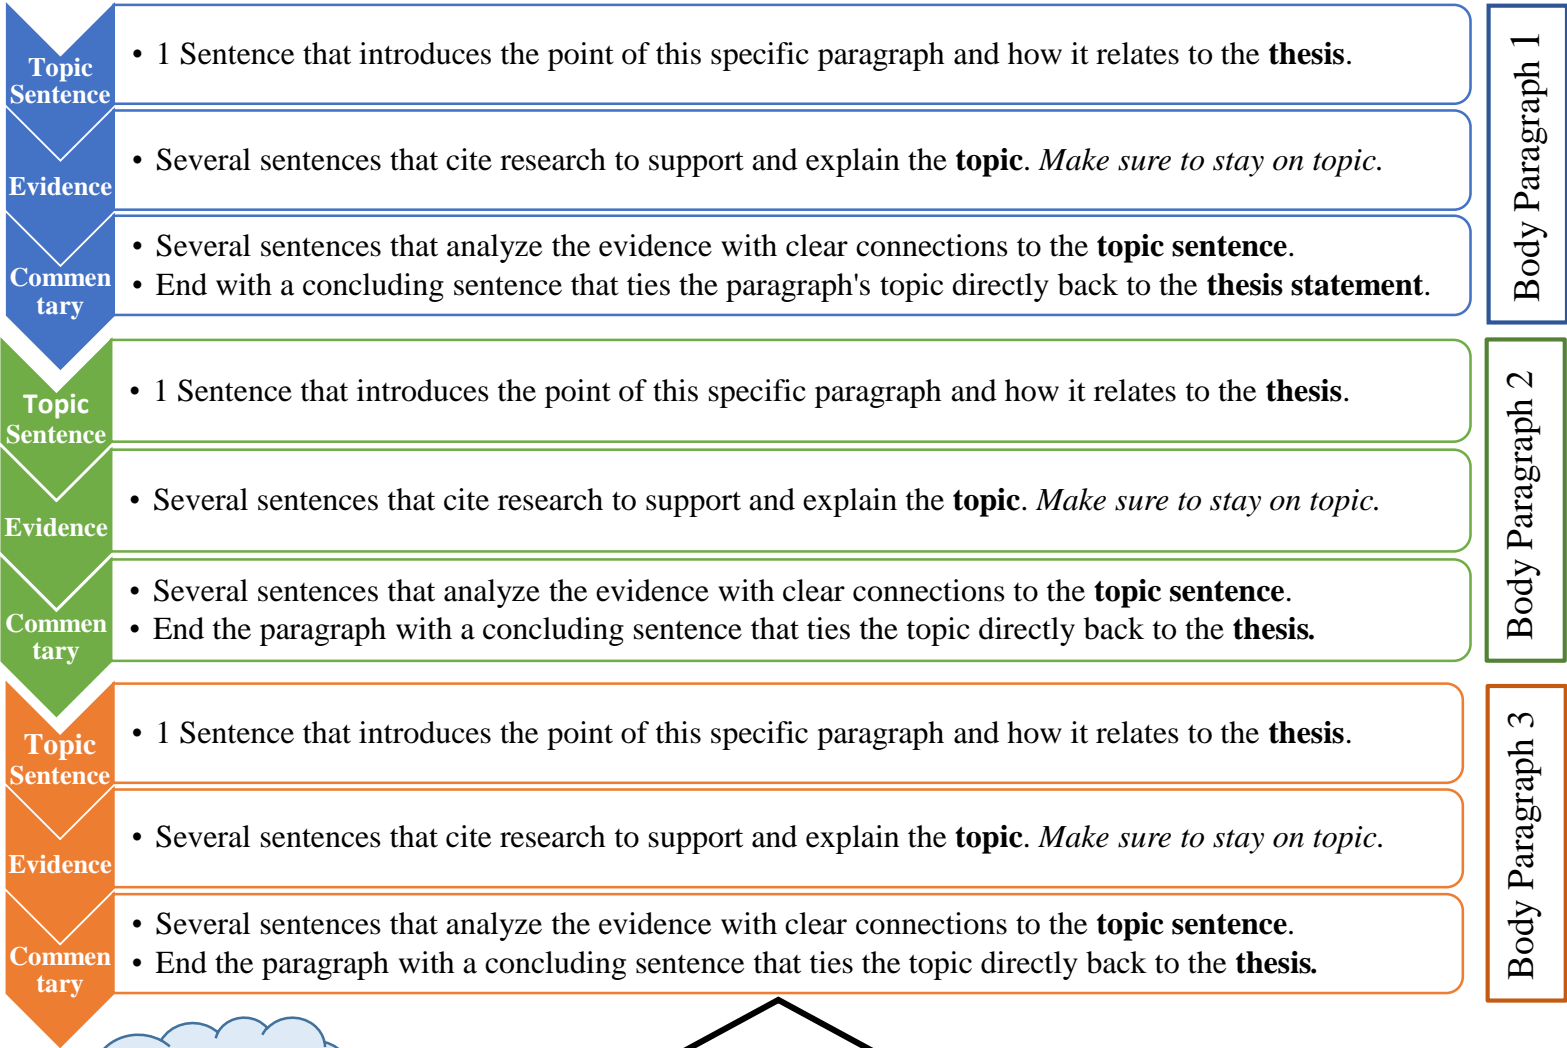 Topic
Sentence
• 1 Sentence that introduces the point of this specific paragraph and how it relates to the thesis.
Evidence
• Several sentences that cite research to support and explain the topic. Make sure to stay on topic.
Commen
tary
• Several sentences that analyze the evidence with clear connections to the topic sentence.
• End with a concluding sentence that ties the paragraph's topic directly back to the thesis statement.
Body Paragraph 1
Topic
Sentence
• 1 Sentence that introduces the point of this specific paragraph and how it relates to the thesis.
Evidence
• Several sentences that cite research to support and explain the topic. Make sure to stay on topic.
Commen
tary
• Several sentences that analyze the evidence with clear connections to the topic sentence.
• End the paragraph with a concluding sentence that ties the topic directly back to the thesis.
Body Paragraph 2
Topic
Sentence
• 1 Sentence that introduces the point of this specific paragraph and how it relates to the thesis.
Evidence
• Several sentences that cite research to support and explain the topic. Make sure to stay on topic.
Commen
tary
• Several sentences that analyze the evidence with clear connections to the topic sentence.
• End the paragraph with a concluding sentence that ties the topic directly back to the thesis.
Body Paragraph 3